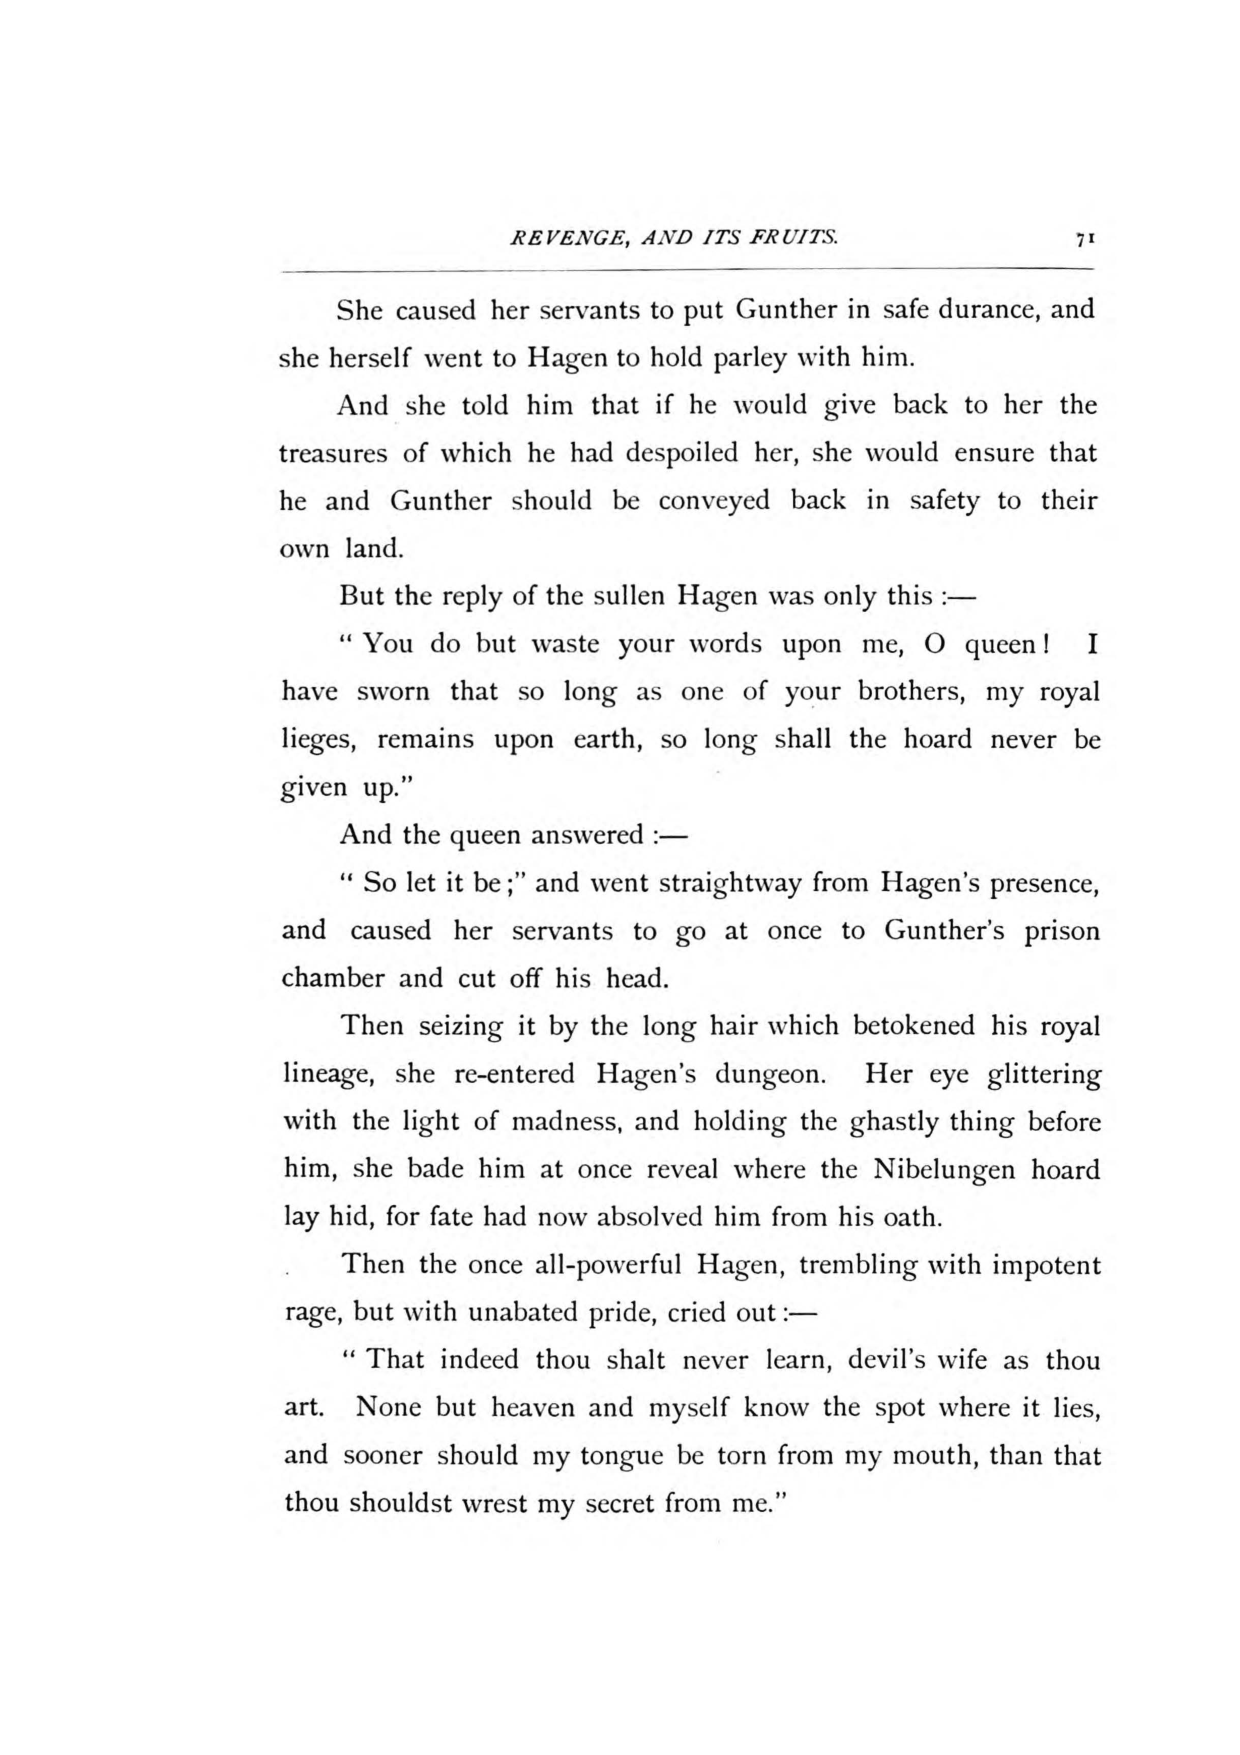 REVENGE, AND ITS FRUITS. 71
She caused her servants to put Gunther in safe durance, and
she herself went to Hagen to hold parley with him.
And she told him that if he would give back to her the
treasures of which he had despoiled her, she would ensure that
he and Gunther should be conveyed back in safety to their
own land.
But the reply of the sullen Hagen was only this :—
“ You do but waste your words upon me, O queen ! I
have sworn that so long as one of your brothers, my royal
lieges, remains upon earth, so long shall the hoard never be
given up.”
And the queen answered :—
“ So let it be ;” and went straightway from Hagen’s presence,
and caused her servants to go at once to Gunther’s prison
chamber and cut off his head.
Then seizing it by the long hair which betokened his royal
lineage, she re-entered Hagen’s dungeon. Her eye glittering
with the light of madness, and holding the ghastly thing before
him, she bade him at once reveal where the Nibelungen hoard
lay hid, for fate had now absolved him from his oath.
Then the once all-powerful Hagen, trembling with impotent
rage, but with unabated pride, cried out :—
“ That indeed thou shalt never learn, devil’s wife as thou
art. None but heaven and myself know the spot where it lies,
and sooner should my tongue be torn from my mouth, than that
thou shouldst wrest my secret from me.”